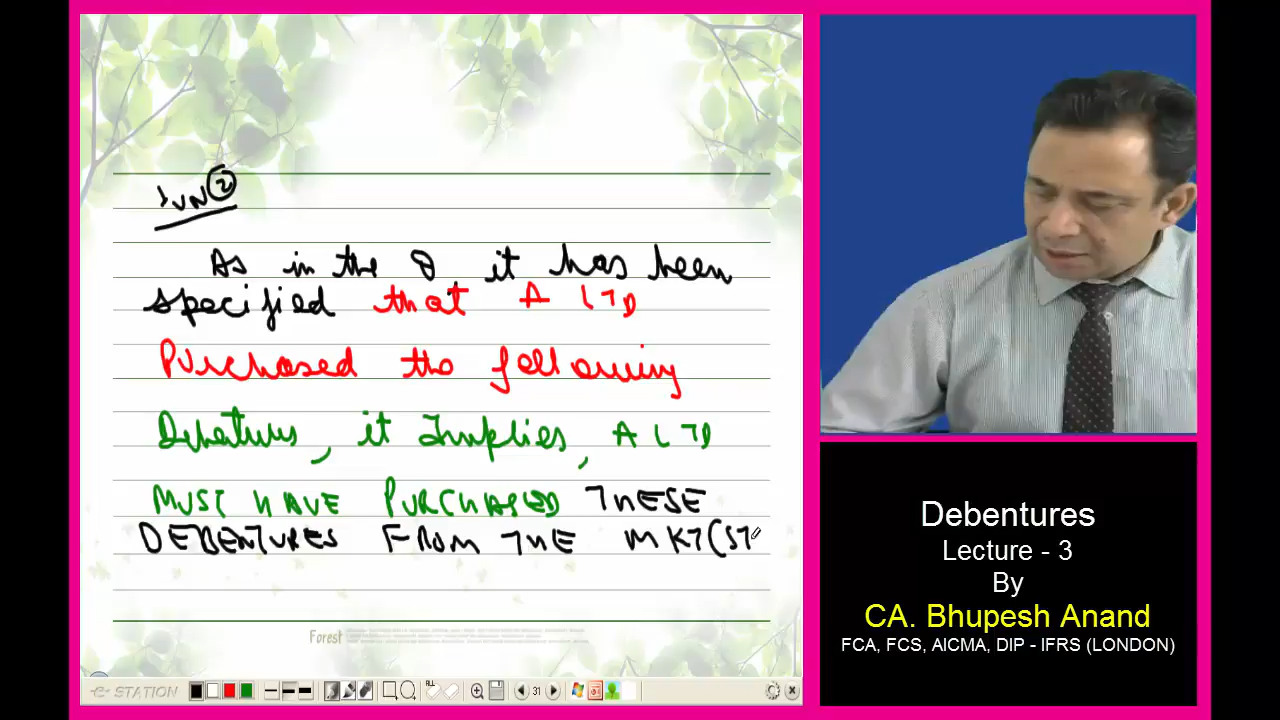 As in the Q it has been
specified that A LTD
Purchased the following
Debentures, it Implies, A LTD
MUST HAVE PURCHASED THESE
DEBENTURES FROM THE MKT (ST
Forest
e-STATION
ALL
31
Debentures
Lecture - 3
By
CA. Bhupesh Anand
FCA, FCS, AICMA, DIP - IFRS (LONDON)